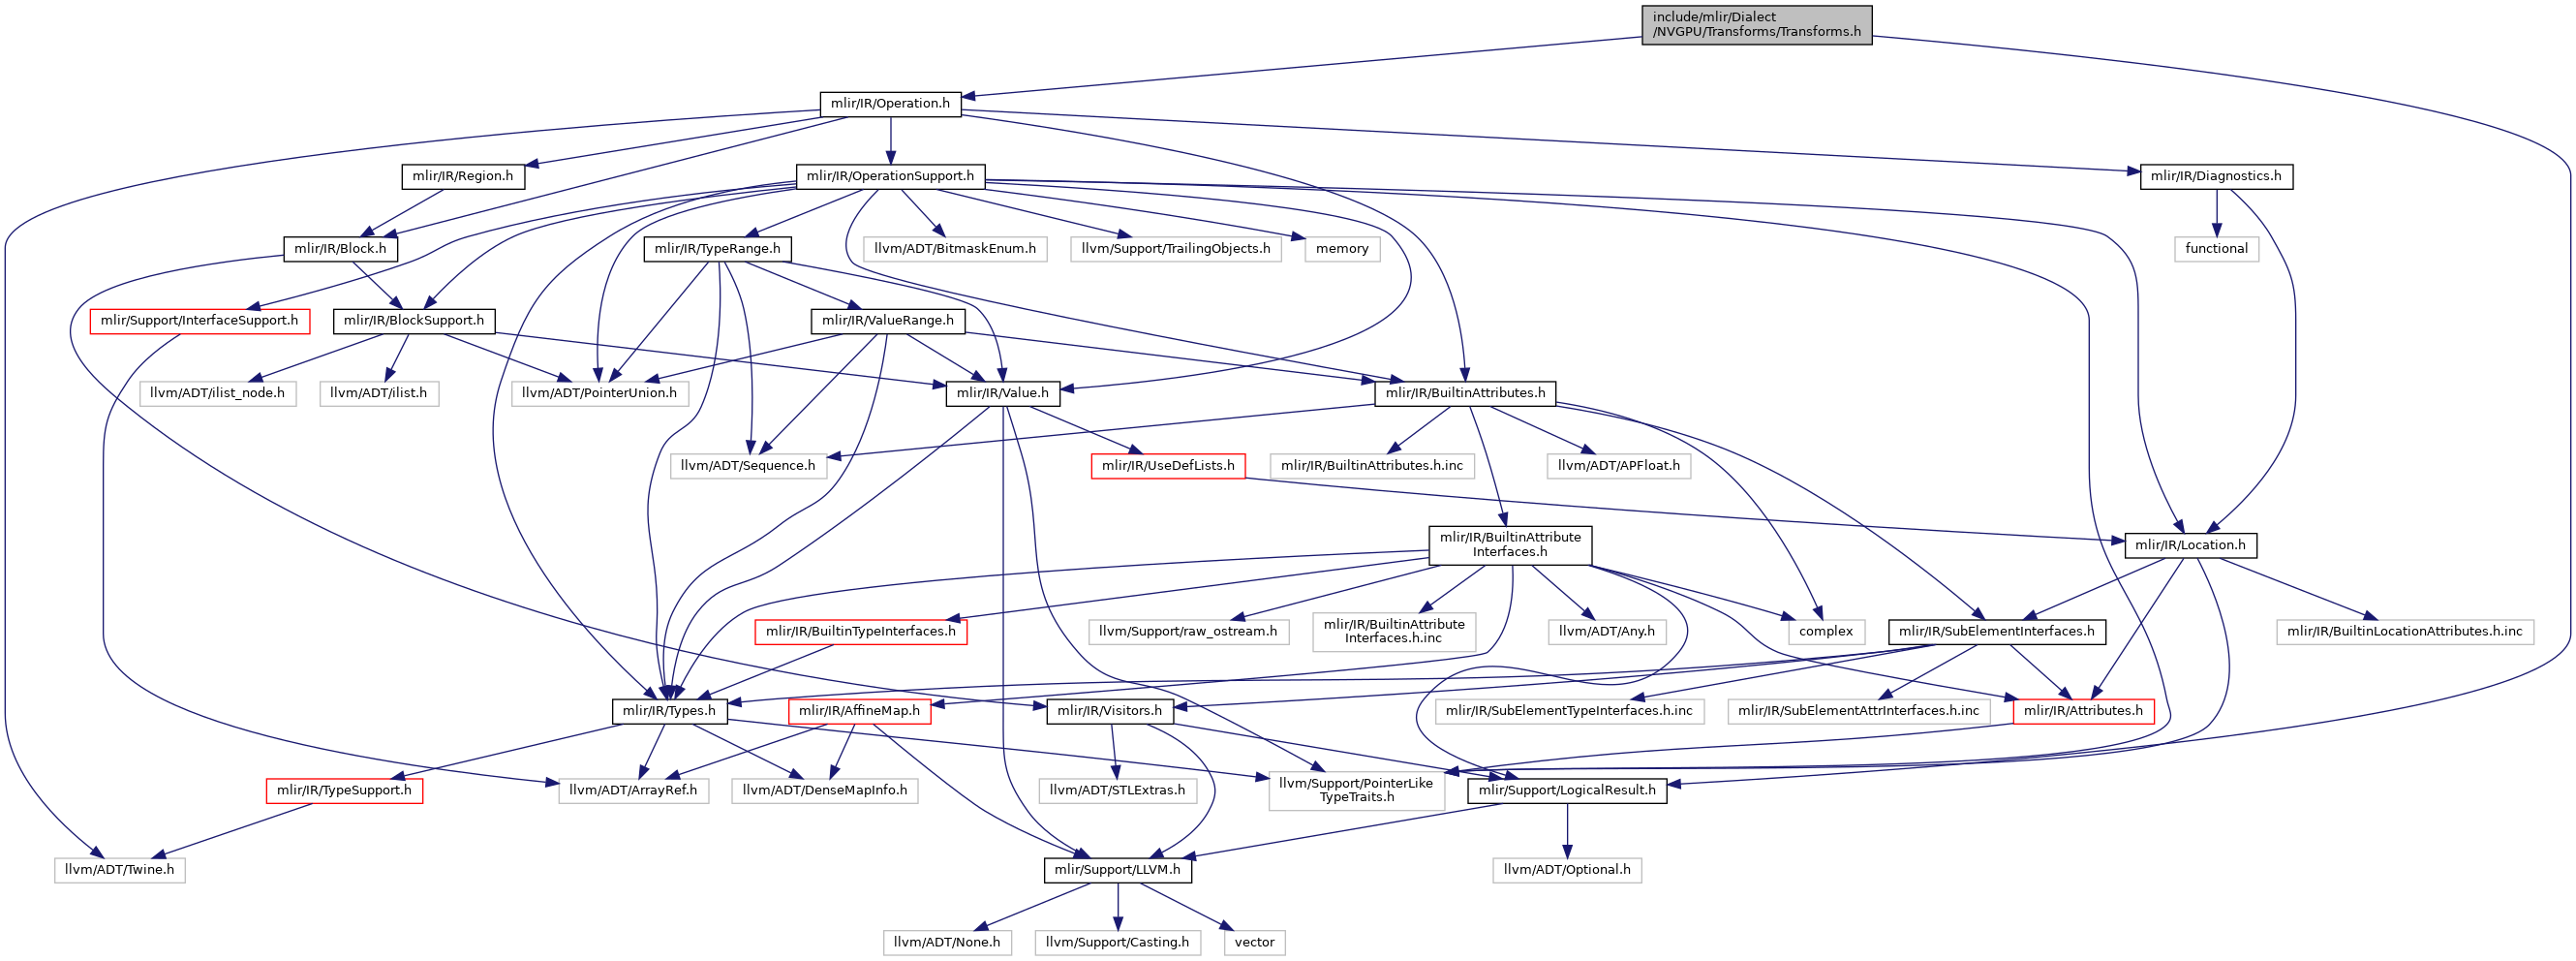 include/mlir/Dialect
/NVGPU/Transforms/Transforms.h
mlir/IR/Operation.h
mlir/IR/Region.h
mlir/IR/OperationSupport.h
mlir/IR/Diagnostics.h
mlir/IR/Block.h
mlir/IR/TypeRange.h
llvm/ADT/BitmaskEnum.h
llvm/Support/TrailingObjects.h
memory
functional
mlir/Support/InterfaceSupport.h
mlir/IR/BlockSupport.h
mlir/IR/ValueRange.h
llvm/ADT/ilist_node.h
llvm/ADT/ilist.h
llvm/ADT/PointerUnion.h
mlir/IR/Value.h
mlir/IR/BuiltinAttributes.h
llvm/ADT/Sequence.h
mlir/IR/UseDefLists.h
mlir/IR/BuiltinAttributes.h.inc
llvm/ADT/APFloat.h
mlir/IR/BuiltinAttribute
Interfaces.h
mlir/IR/Location.h
mlir/IR/BuiltinTypeInterfaces.h
llvm/Support/raw_ostream.h
mlir/IR/BuiltinAttribute
Interfaces.h.inc
llvm/ADT/Any.h
complex
mlir/IR/SubElementInterfaces.h
mlir/IR/BuiltinLocationAttributes.h.inc
mlir/IR/Types.h
mlir/IR/AffineMap.h
mlir/IR/Visitors.h
mlir/IR/SubElementTypeInterfaces.h.inc
mlir/IR/SubElementAttrInterfaces.h.inc
mlir/IR/Attributes.h
mlir/IR/TypeSupport.h
llvm/ADT/ArrayRef.h
llvm/ADT/DenseMapInfo.h
llvm/ADT/STLExtras.h
llvm/Support/PointerLike
TypeTraits.h
mlir/Support/LogicalResult.h
llvm/ADT/Twine.h
mlir/Support/LLVM.h
llvm/ADT/Optional.h
llvm/ADT/None.h
llvm/Support/Casting.h
vector